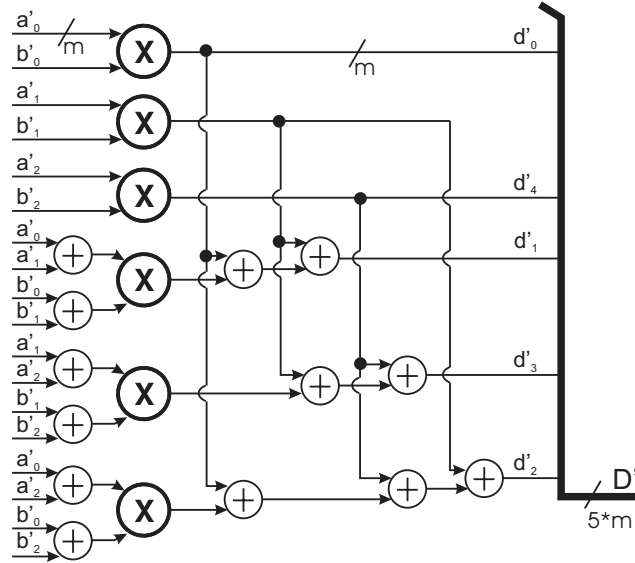 a'₀ m
b'₀ X m d'₀
a'₁
b'₁ X
a'₂
b'₂ X d'₄
a'₀
a'₁ + + + d'₁
b'₀ X
b'₁ +
a'₁
a'₂ + + + d'₃
b'₁ X
b'₂ +
a'₀
a'₂ + + + + d'₂
b'₀ X D'
b'₂ + 5*m